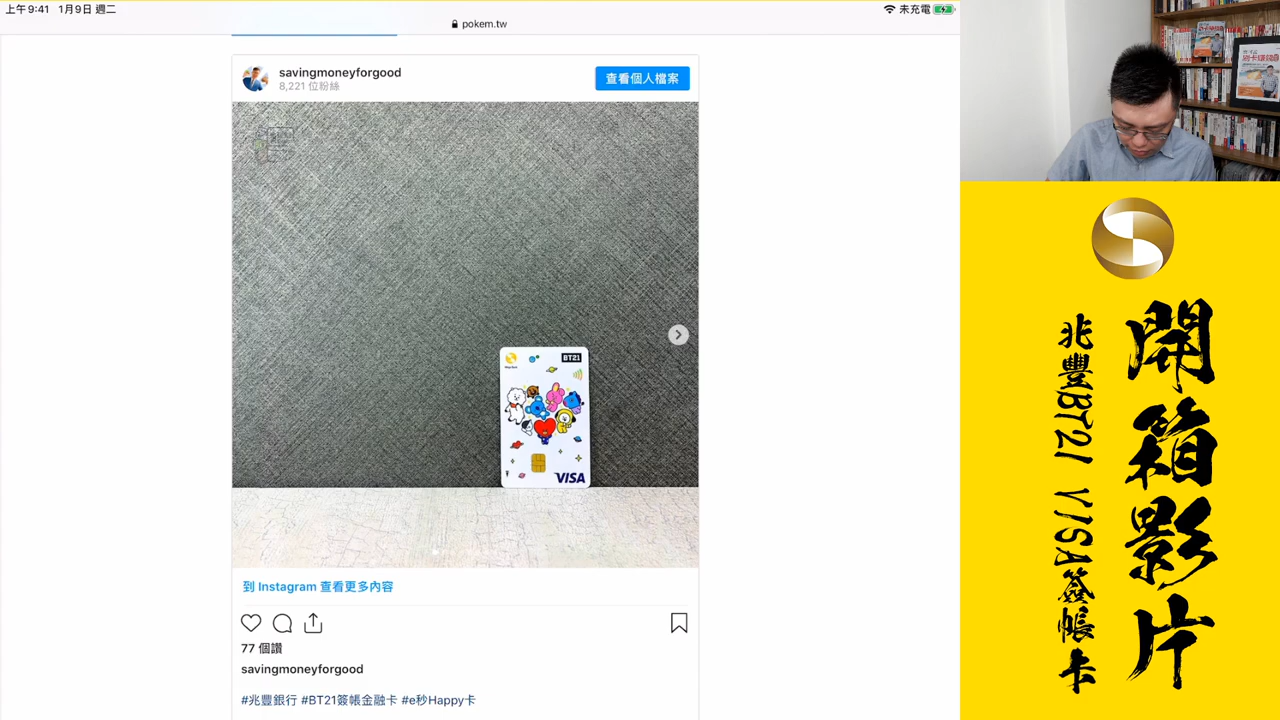 上午9:41 1月9日 週二
未充電
pokem.tw
savingmoneyforgood
8,221 位粉絲
查看個人檔案
BT21
VISA
到 Instagram 查看更多內容
77 個讚
savingmoneyforgood
#兆豐銀行 #BT21簽帳金融卡 #e秒Happy卡
開箱影片
兆豐BT21 VISA簽帳卡